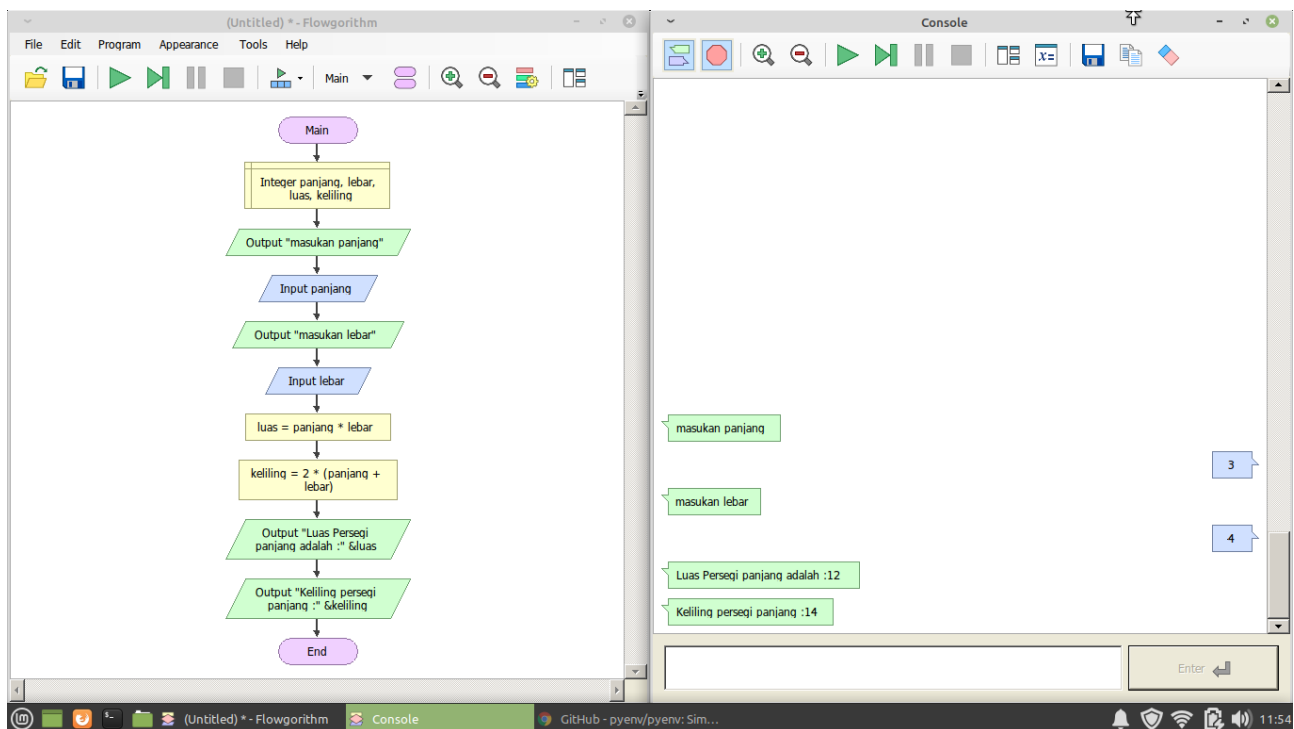 (Untitled) * - Flowgorithm
File Edit Program Appearance Tools Help
Main
Main
Integer panjang, lebar,
luas, keliling
Output "masukan panjang"
Input panjang
Output "masukan lebar"
Input lebar
luas = panjang * lebar
keliling = 2 * (panjang +
lebar)
Output "Luas Persegi
panjang adalah :" &luas
Output "Keliling persegi
panjang :" &keliling
End
Console
x=
masukan panjang
3
masukan lebar
4
Luas Persegi panjang adalah :12
Keliling persegi panjang :14
Enter
(Untitled) * - Flowgorithm
Console
GitHub - pyenv/pyenv: Sim...
11:54